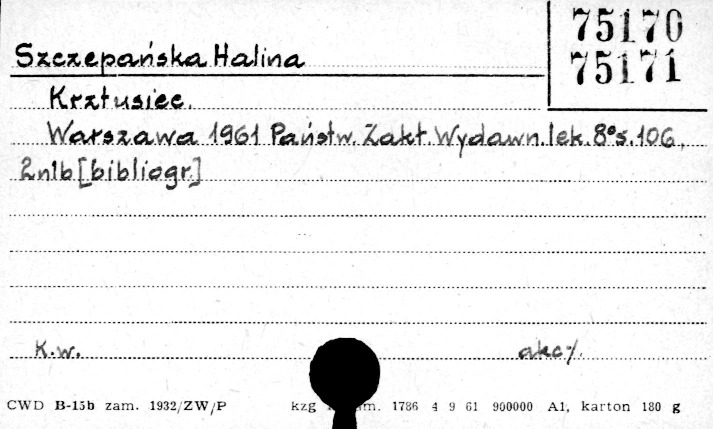 75170
75171
Szczepańska Halina
Krztusiec.
Warszawa 1961 Państw. Zakł. Wydawn. lek. 8° s. 106,
2nlb [bibliogr.]
K.w.
CWD B-15b zam. 1932/ZW/P kzg zam. 1786 4 9 61 900000 A1, karton 180 g